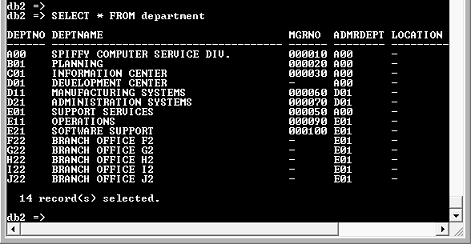 db2 =>
db2 => SELECT * FROM department
DEPTNO DEPTNAME MGRNO ADMRDEPT LOCATION
------ ----------------------------- ------ -------- ----------------
A00 SPIFFY COMPUTER SERVICE DIV. 000010 A00 -
B01 PLANNING 000020 A00 -
C01 INFORMATION CENTER 000030 A00 -
D01 DEVELOPMENT CENTER - A00 -
D11 MANUFACTURING SYSTEMS 000060 D01 -
D21 ADMINISTRATION SYSTEMS 000070 D01 -
E01 SUPPORT SERVICES 000050 A00 -
E11 OPERATIONS 000090 E01 -
E21 SOFTWARE SUPPORT 000100 E01 -
F22 BRANCH OFFICE F2 - E01 -
G22 BRANCH OFFICE G2 - E01 -
H22 BRANCH OFFICE H2 - E01 -
I22 BRANCH OFFICE I2 - E01 -
J22 BRANCH OFFICE J2 - E01 -
14 record(s) selected.
db2 =>